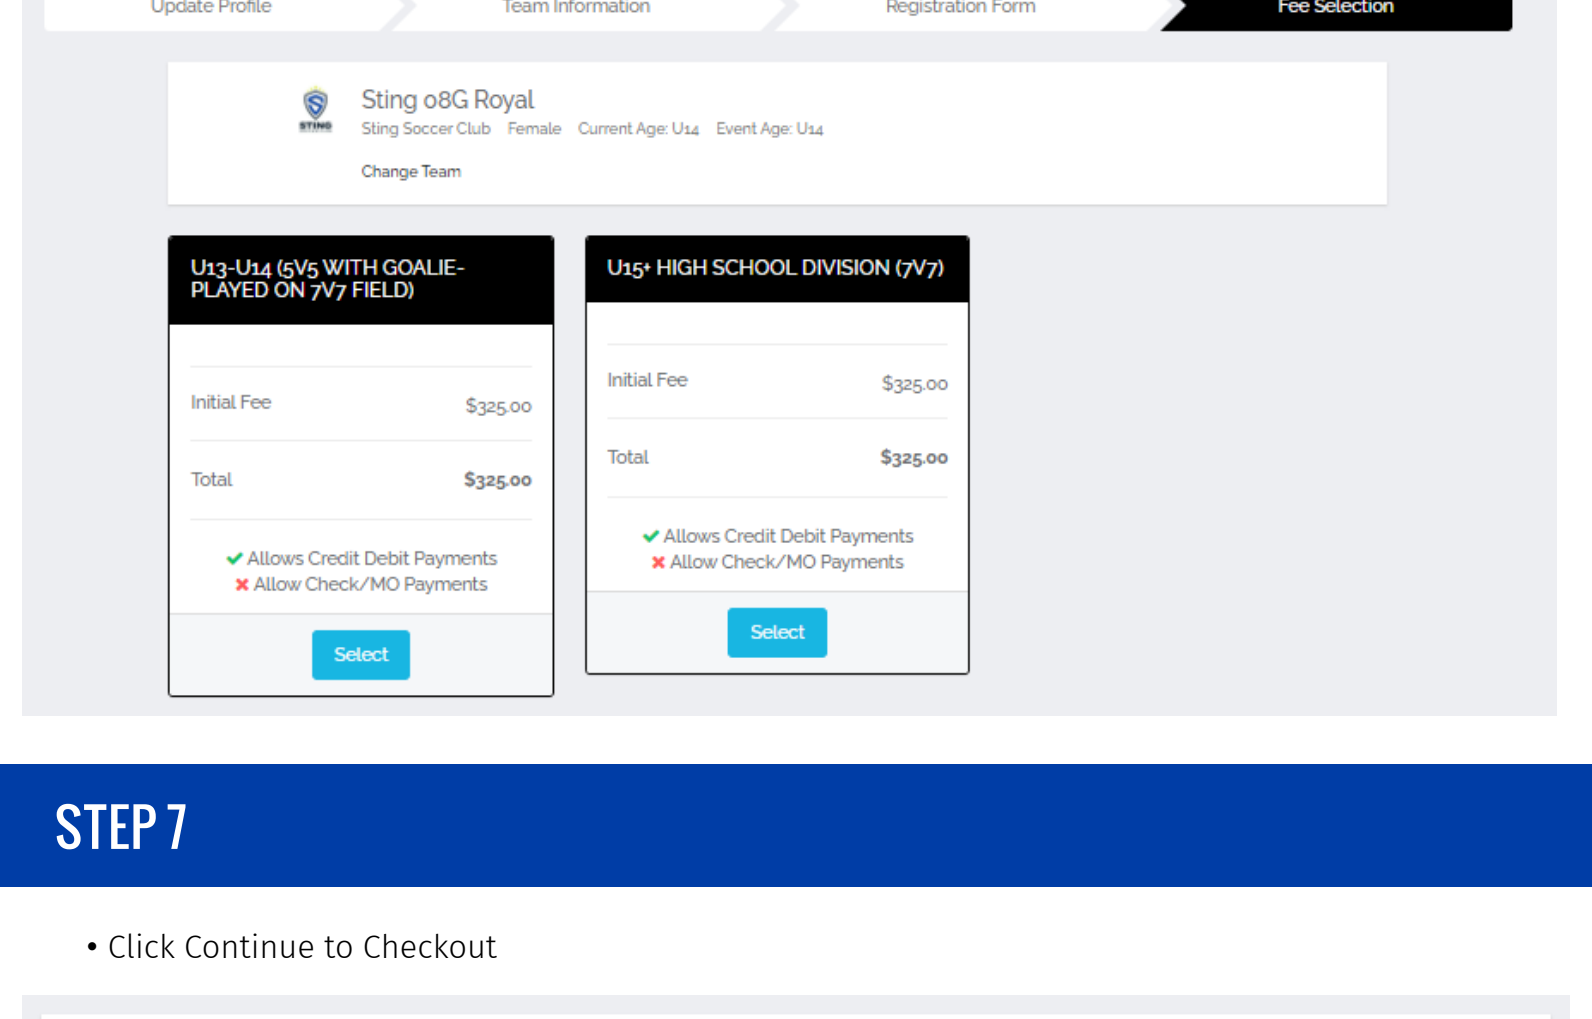 Update Profile
Team Information
Registration Form
Fee Selection
STING
Sting 08G Royal
Sting Soccer Club Female Current Age: U14 Event Age: U14
Change Team
U13-U14 (5V5 WITH GOALIE-
PLAYED ON 7V7 FIELD)
Initial Fee $325.00
Total $325.00
✔ Allows Credit Debit Payments
✖ Allow Check/MO Payments
Select
U15+ HIGH SCHOOL DIVISION (7V7)
Initial Fee $325.00
Total $325.00
✔ Allows Credit Debit Payments
✖ Allow Check/MO Payments
Select
STEP 7
• Click Continue to Checkout